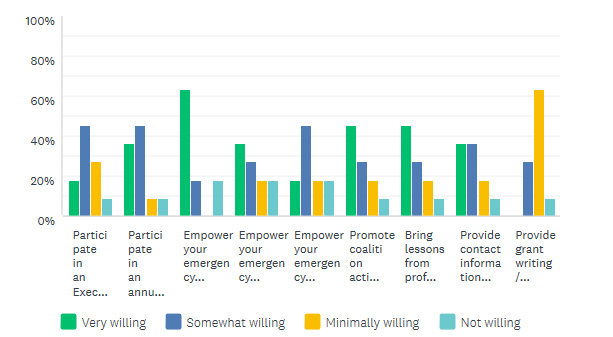 100%
80%
60%
40%
20%
0%
Partici
pate
in
an
Exec...
Partici
pate
in
an
annu...
Empower
your
emergen
cy...
Empower
your
emergen
cy...
Empower
your
emergen
cy...
Promote
coaliti
on
acti...
Bring
lessons
from
prof...
Provide
contact
informa
tion...
Provide
grant
writing
/...
Very willing
Somewhat willing
Minimally willing
Not willing